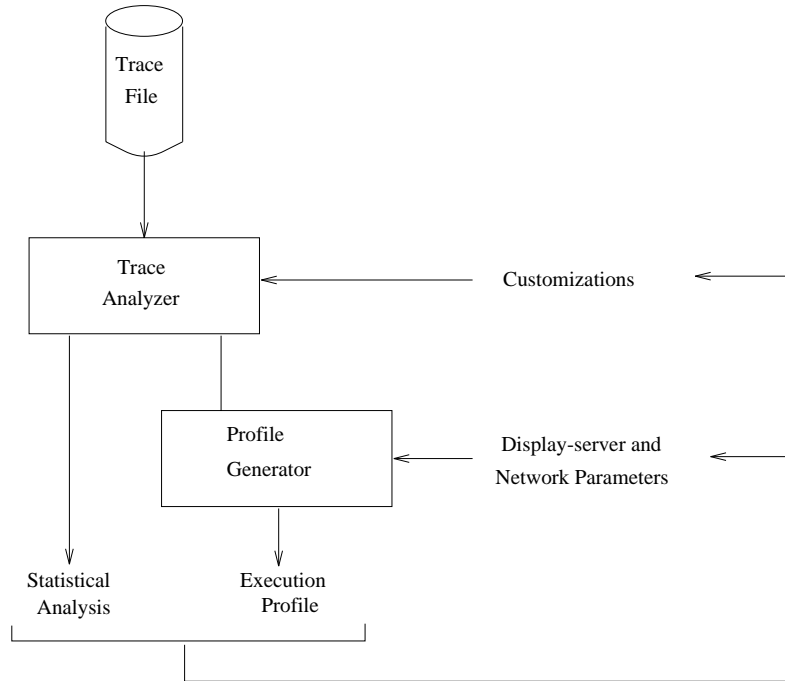 Trace
File
Trace
Analyzer
Customizations
Profile
Generator
Display-server and
Network Parameters
Statistical
Analysis
Execution
Profile